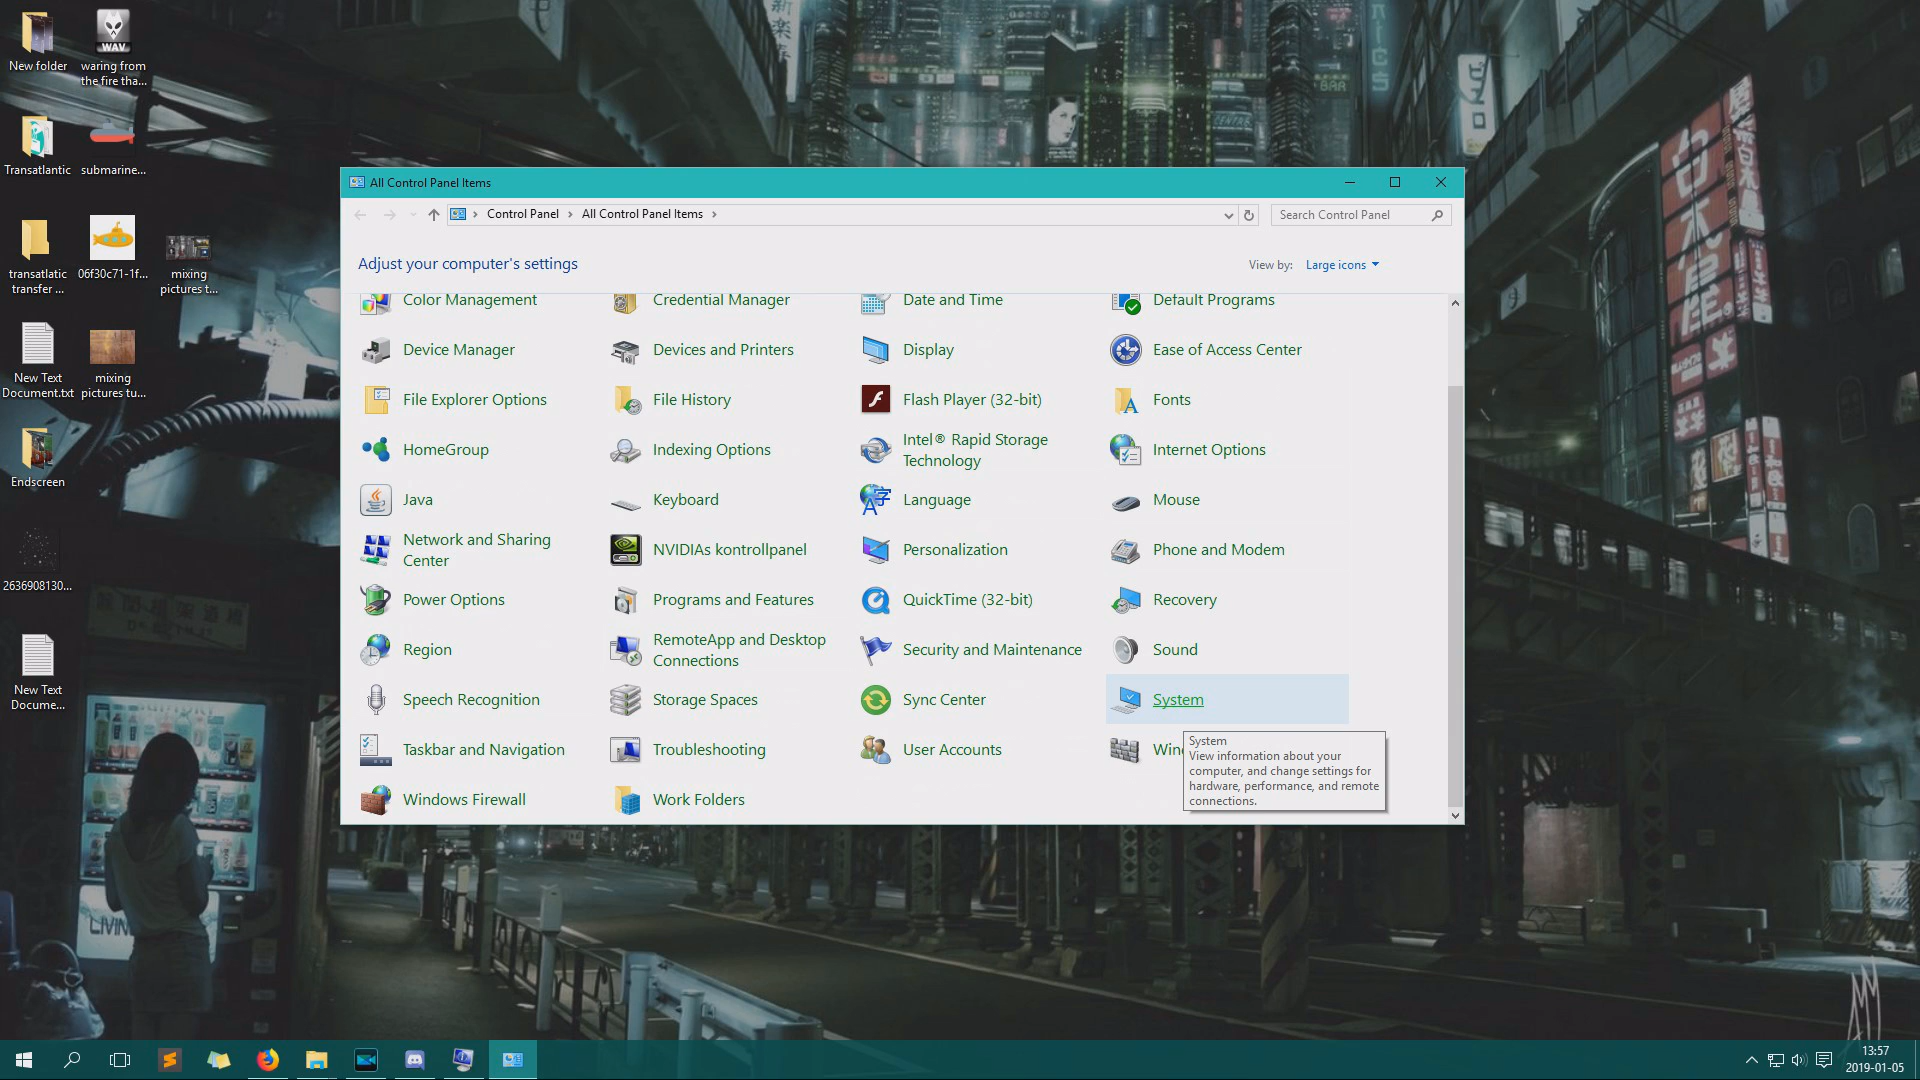 New folder
waring from
the fire tha...
WAV
Transatlantic
submarine...
transatlatic
transfer ...
06f30c71-1f...
mixing
pictures t...
New Text
Document.txt
mixing
pictures tu...
Endscreen
2636908130...
New Text
Docume...
BAR
CENTRE
LIVIN
All Control Panel Items
Control Panel
All Control Panel Items
Search Control Panel
Adjust your computer's settings
View by:
Large icons
Color Management
Credential Manager
Date and Time
Default Programs
Device Manager
Devices and Printers
Display
Ease of Access Center
File Explorer Options
File History
Flash Player (32-bit)
Fonts
HomeGroup
Indexing Options
Intel® Rapid Storage
Technology
Internet Options
Java
Keyboard
Language
Mouse
Network and Sharing
Center
NVIDIAs kontrollpanel
Personalization
Phone and Modem
Power Options
Programs and Features
QuickTime (32-bit)
Recovery
Region
RemoteApp and Desktop
Connections
Security and Maintenance
Sound
Speech Recognition
Storage Spaces
Sync Center
System
Taskbar and Navigation
Troubleshooting
User Accounts
Win
System
View information about your
computer, and change settings for
hardware, performance, and remote
connections.
Windows Firewall
Work Folders
13:57
2019-01-05